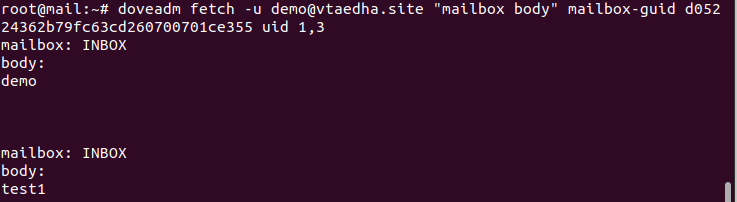 root@mail:~# doveadm fetch -u demo@vtaedha.site "mailbox body" mailbox-guid d052
24362b79fc63cd260700701ce355 uid 1,3
mailbox: INBOX
body:
demo
mailbox: INBOX
body:
test1